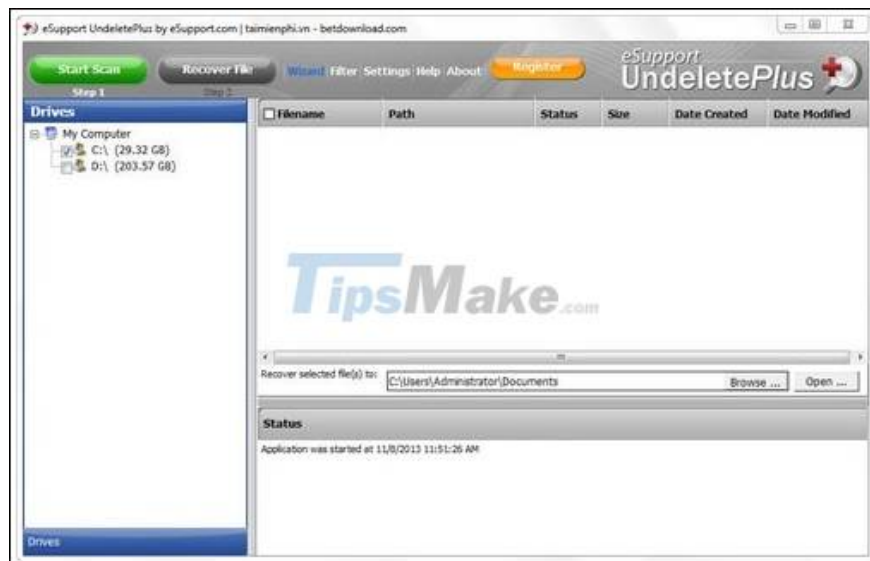 eSupport UndeletePlus by eSupport.com | taimienphi.vn - betdownload.com
Start Scan Recover File Wizard Filter Settings Help About Register
eSupport
UndeletePlus
Step 1 Step 2
Drives
Filename Path Status Size Date Created Date Modified
My Computer
C:\ (29.32 GB)
D:\ (203.57 GB)
TipsMake.com
Recover selected file(s) to: C:\Users\Administrator\Documents Browse ... Open ...
Status
Application was started at 11/8/2013 11:51:26 AM
Drives